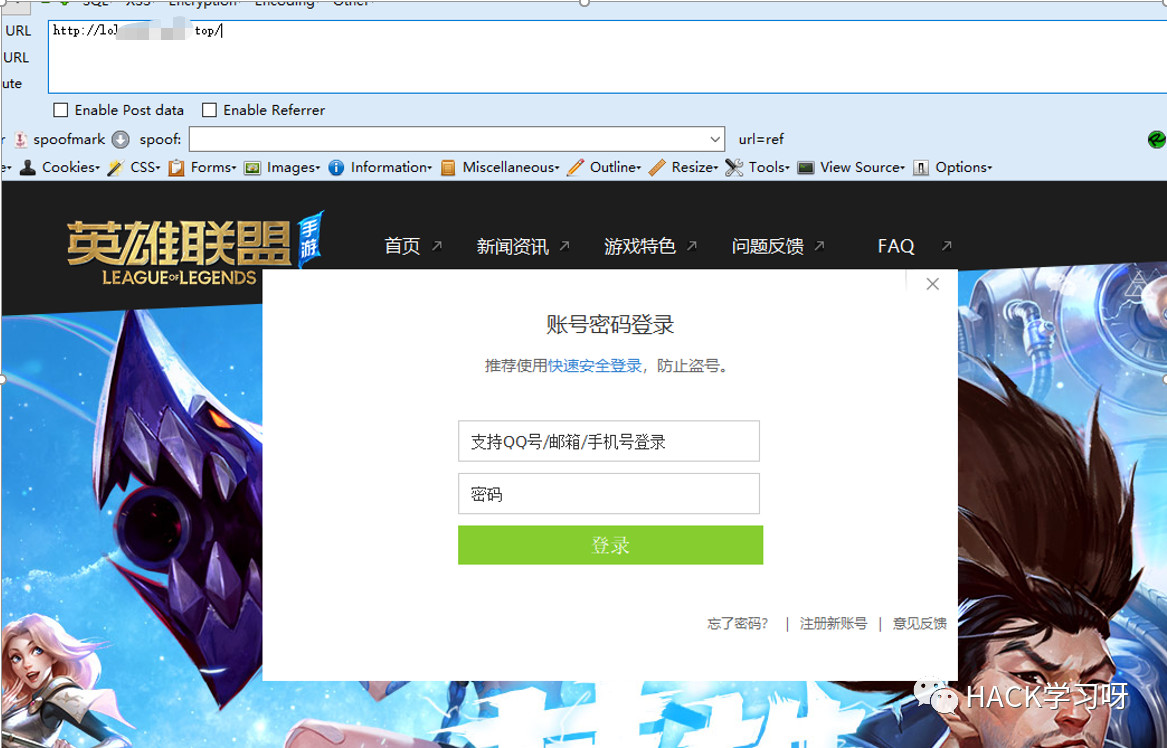 SQL XSS Encryption Encoding Other
URL http://lol top/
URL
ute
Enable Post data Enable Referrer
r spoofmark spoof: url=ref
e Cookies CSS Forms Images Information Miscellaneous Outline Resize Tools View Source Options
英雄联盟 手游 首页 新闻资讯 游戏特色 问题反馈 FAQ
LEAGUE OF LEGENDS
账号密码登录
推荐使用快速安全登录，防止盗号。
支持QQ号/邮箱/手机号登录
密码
登录
忘了密码? | 注册新账号 | 意见反馈
HACK学习呀